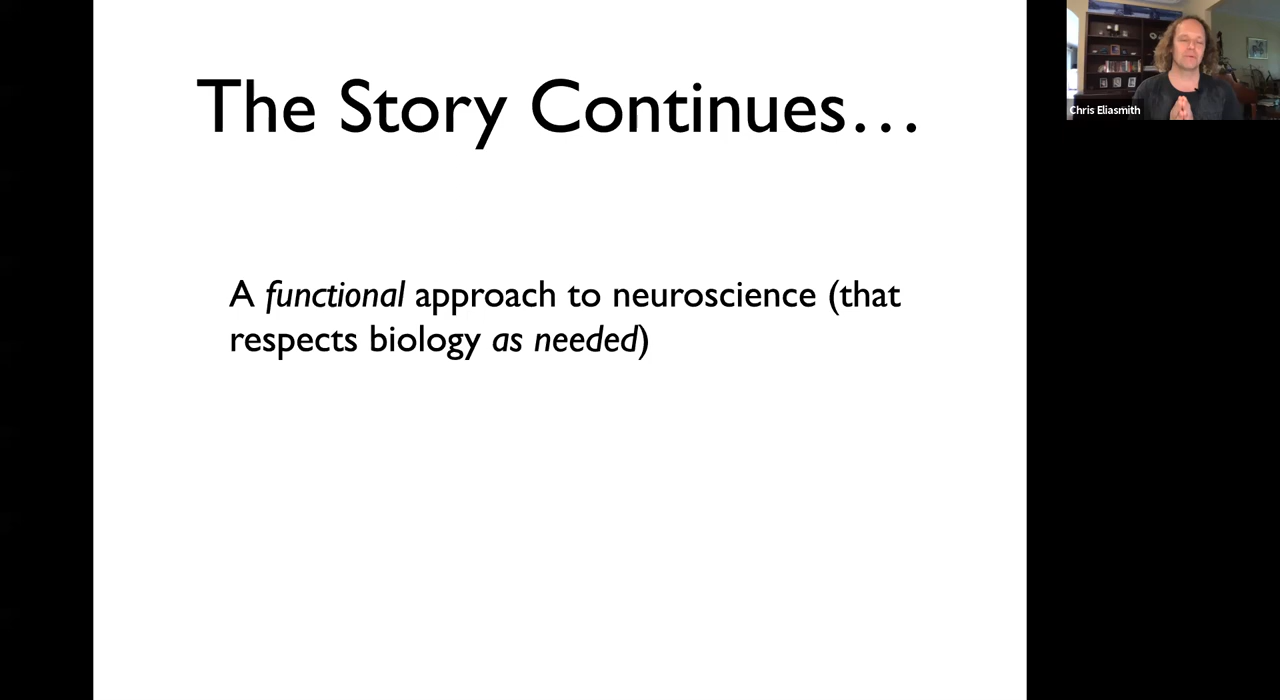 The Story Continues…
A functional approach to neuroscience (that
respects biology as needed)
Chris Eliasmith